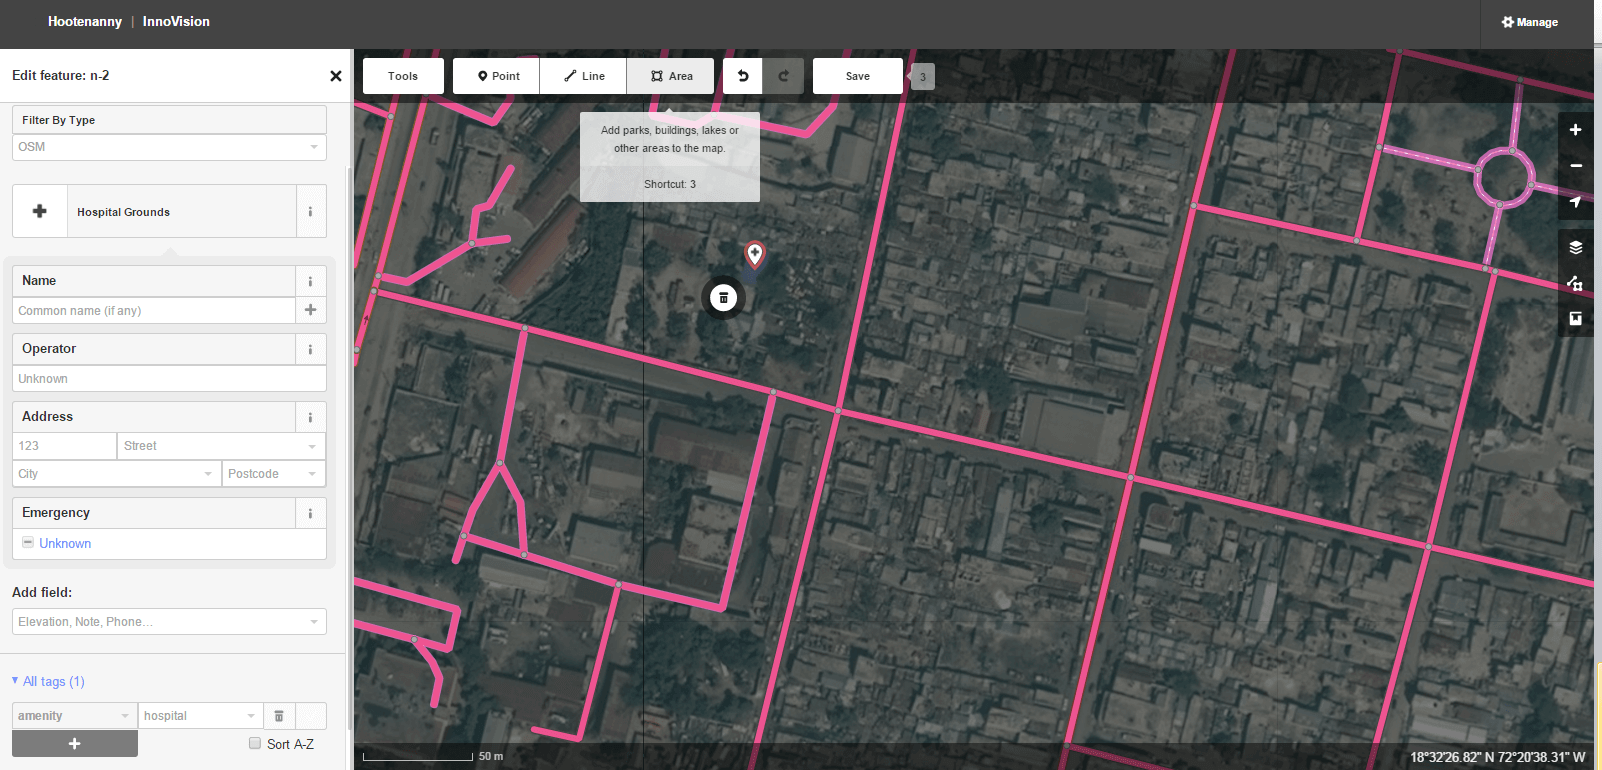 Hootenanny | InnoVision
Manage
Edit feature: n-2
Tools
Point
Line
Area
Save
3
Filter By Type
OSM
Add parks, buildings, lakes or
other areas to the map.
Shortcut: 3
Hospital Grounds
Name
Common name (if any)
Operator
Unknown
Address
123
Street
City
Postcode
Emergency
Unknown
Add field:
Elevation, Note, Phone...
All tags (1)
amenity
hospital
Sort A-Z
50 m
18°32'26.82" N 72°20'38.31" W